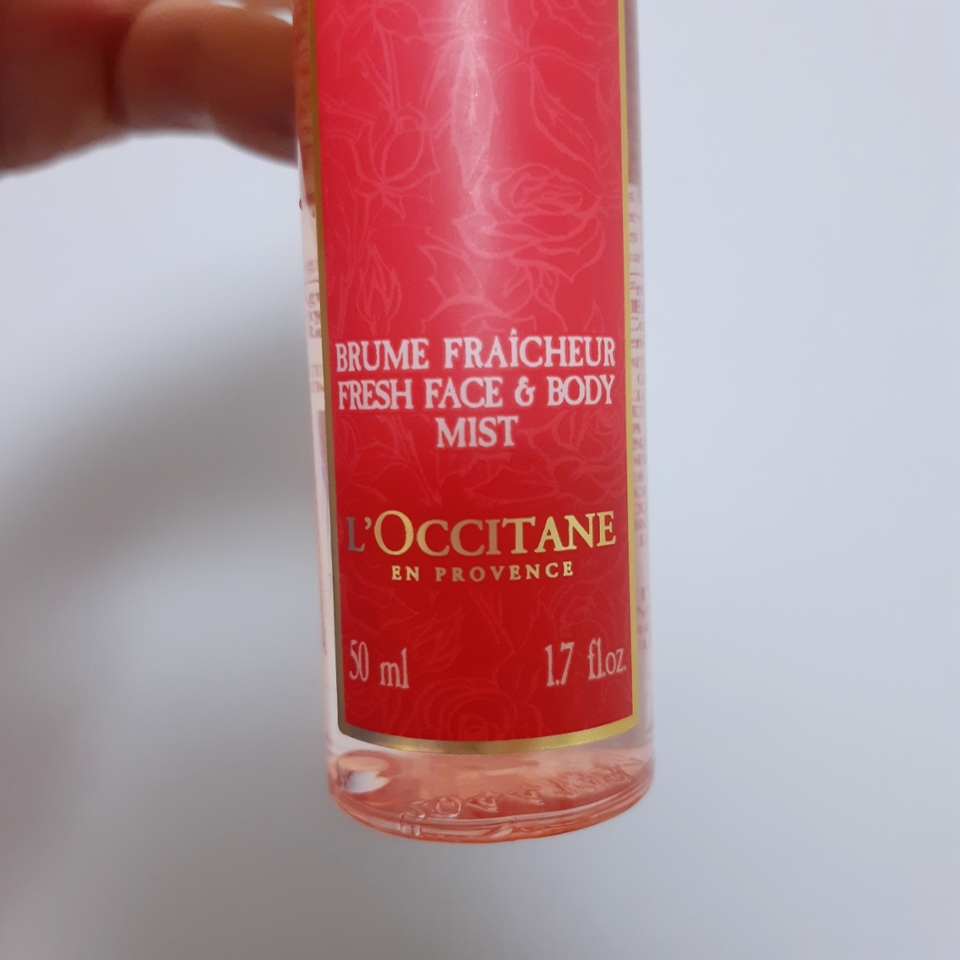 BRUME FRAÎCHEUR
FRESH FACE & BODY
MIST
L'OCCITANE
EN PROVENCE
50 ml 1.7 fl.oz.